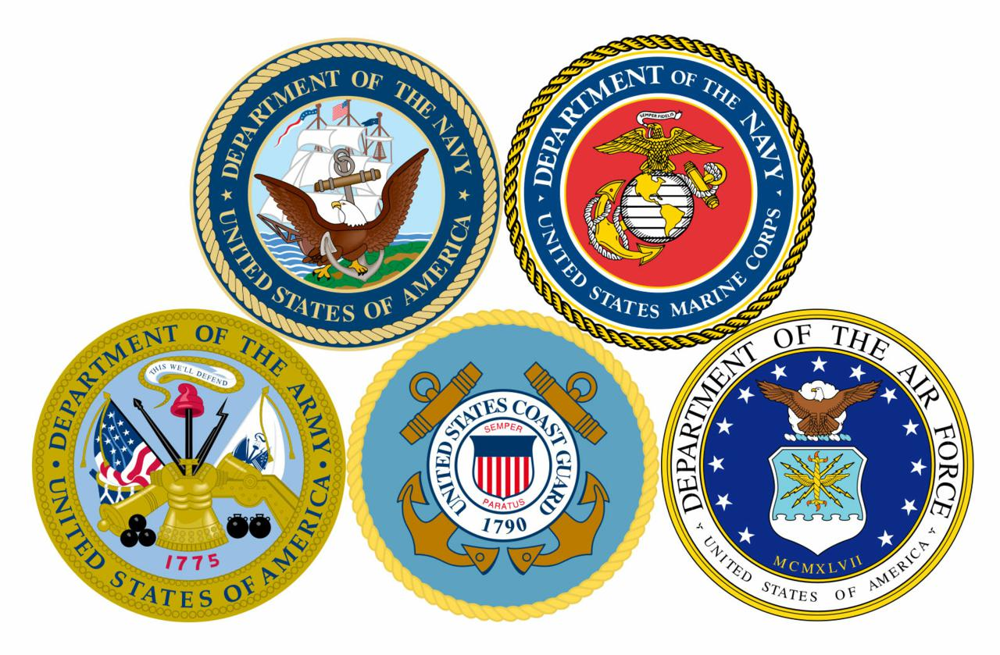 DEPARTMENT OF THE NAVY
UNITED STATES OF AMERICA
DEPARTMENT OF THE NAVY
SEMPER FIDELIS
UNITED STATES MARINE CORPS
DEPARTMENT OF THE ARMY
THIS WE'LL DEFEND
1775
UNITED STATES OF AMERICA
UNITED STATES COAST GUARD
SEMPER
PARATUS
1790
DEPARTMENT OF THE AIR FORCE
MCMXLVII
UNITED STATES OF AMERICA